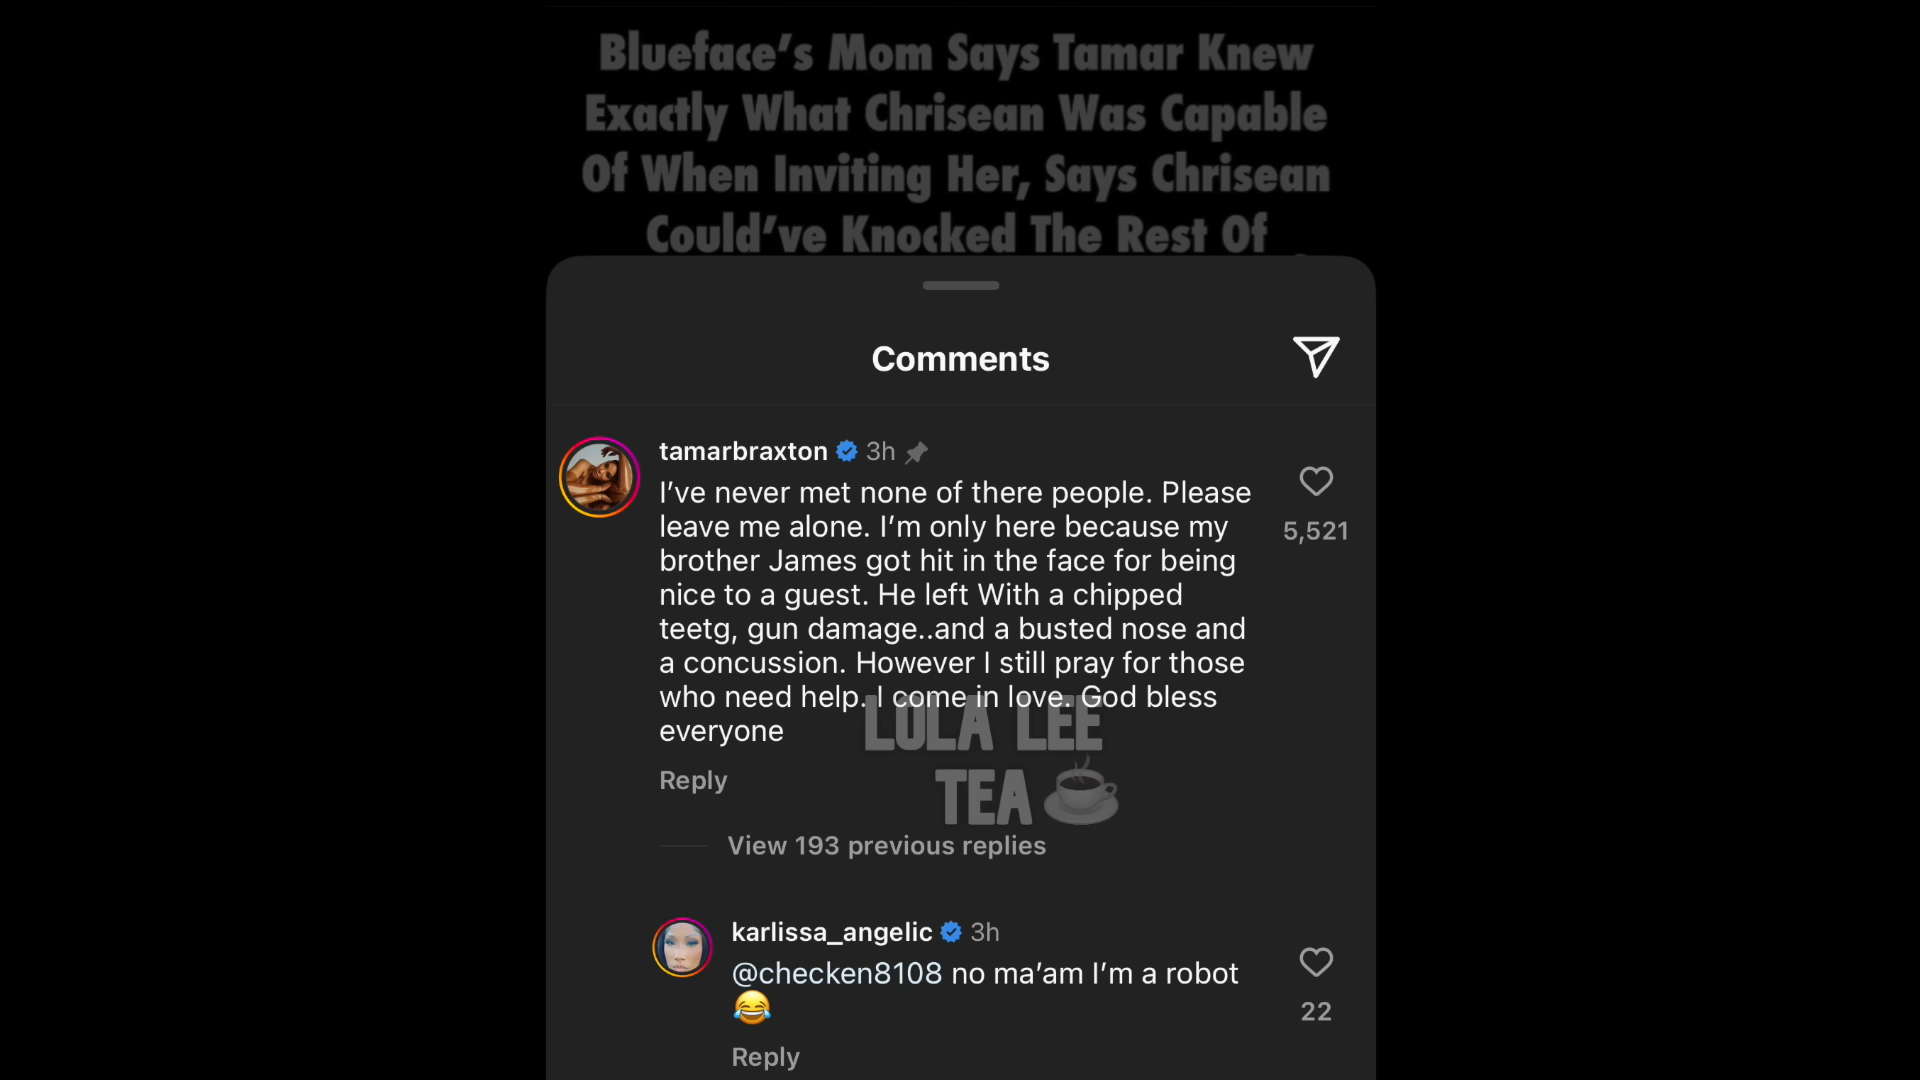 Blueface’s Mom Says Tamar Knew
Exactly What Chrisean Was Capable
Of When Inviting Her, Says Chrisean
Could’ve Knocked The Rest Of
Comments
tamarbraxton 3h
I’ve never met none of there people. Please
leave me alone. I’m only here because my
brother James got hit in the face for being
nice to a guest. He left With a chipped
teetg, gun damage..and a busted nose and
a concussion. However I still pray for those
who need help. I come in love. God bless
everyone
5,521
LOLA LEE
TEA
Reply
View 193 previous replies
karlissa_angelic 3h
@checken8108 no ma’am I’m a robot
😂
22
Reply